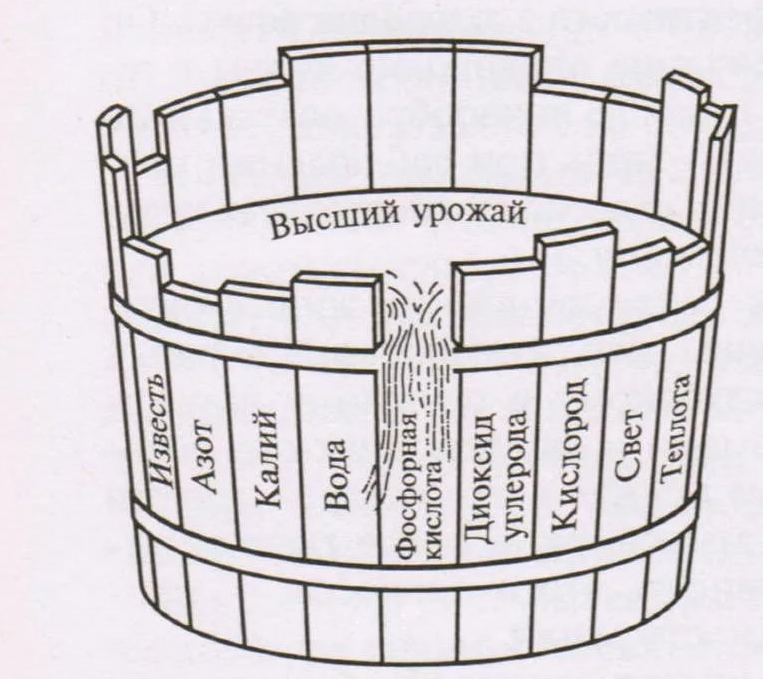 Высший урожай
Известь
Азот
Калий
Вода
Фосфорная
кислота
Диоксид
углерода
Кислород
Свет
Теплота